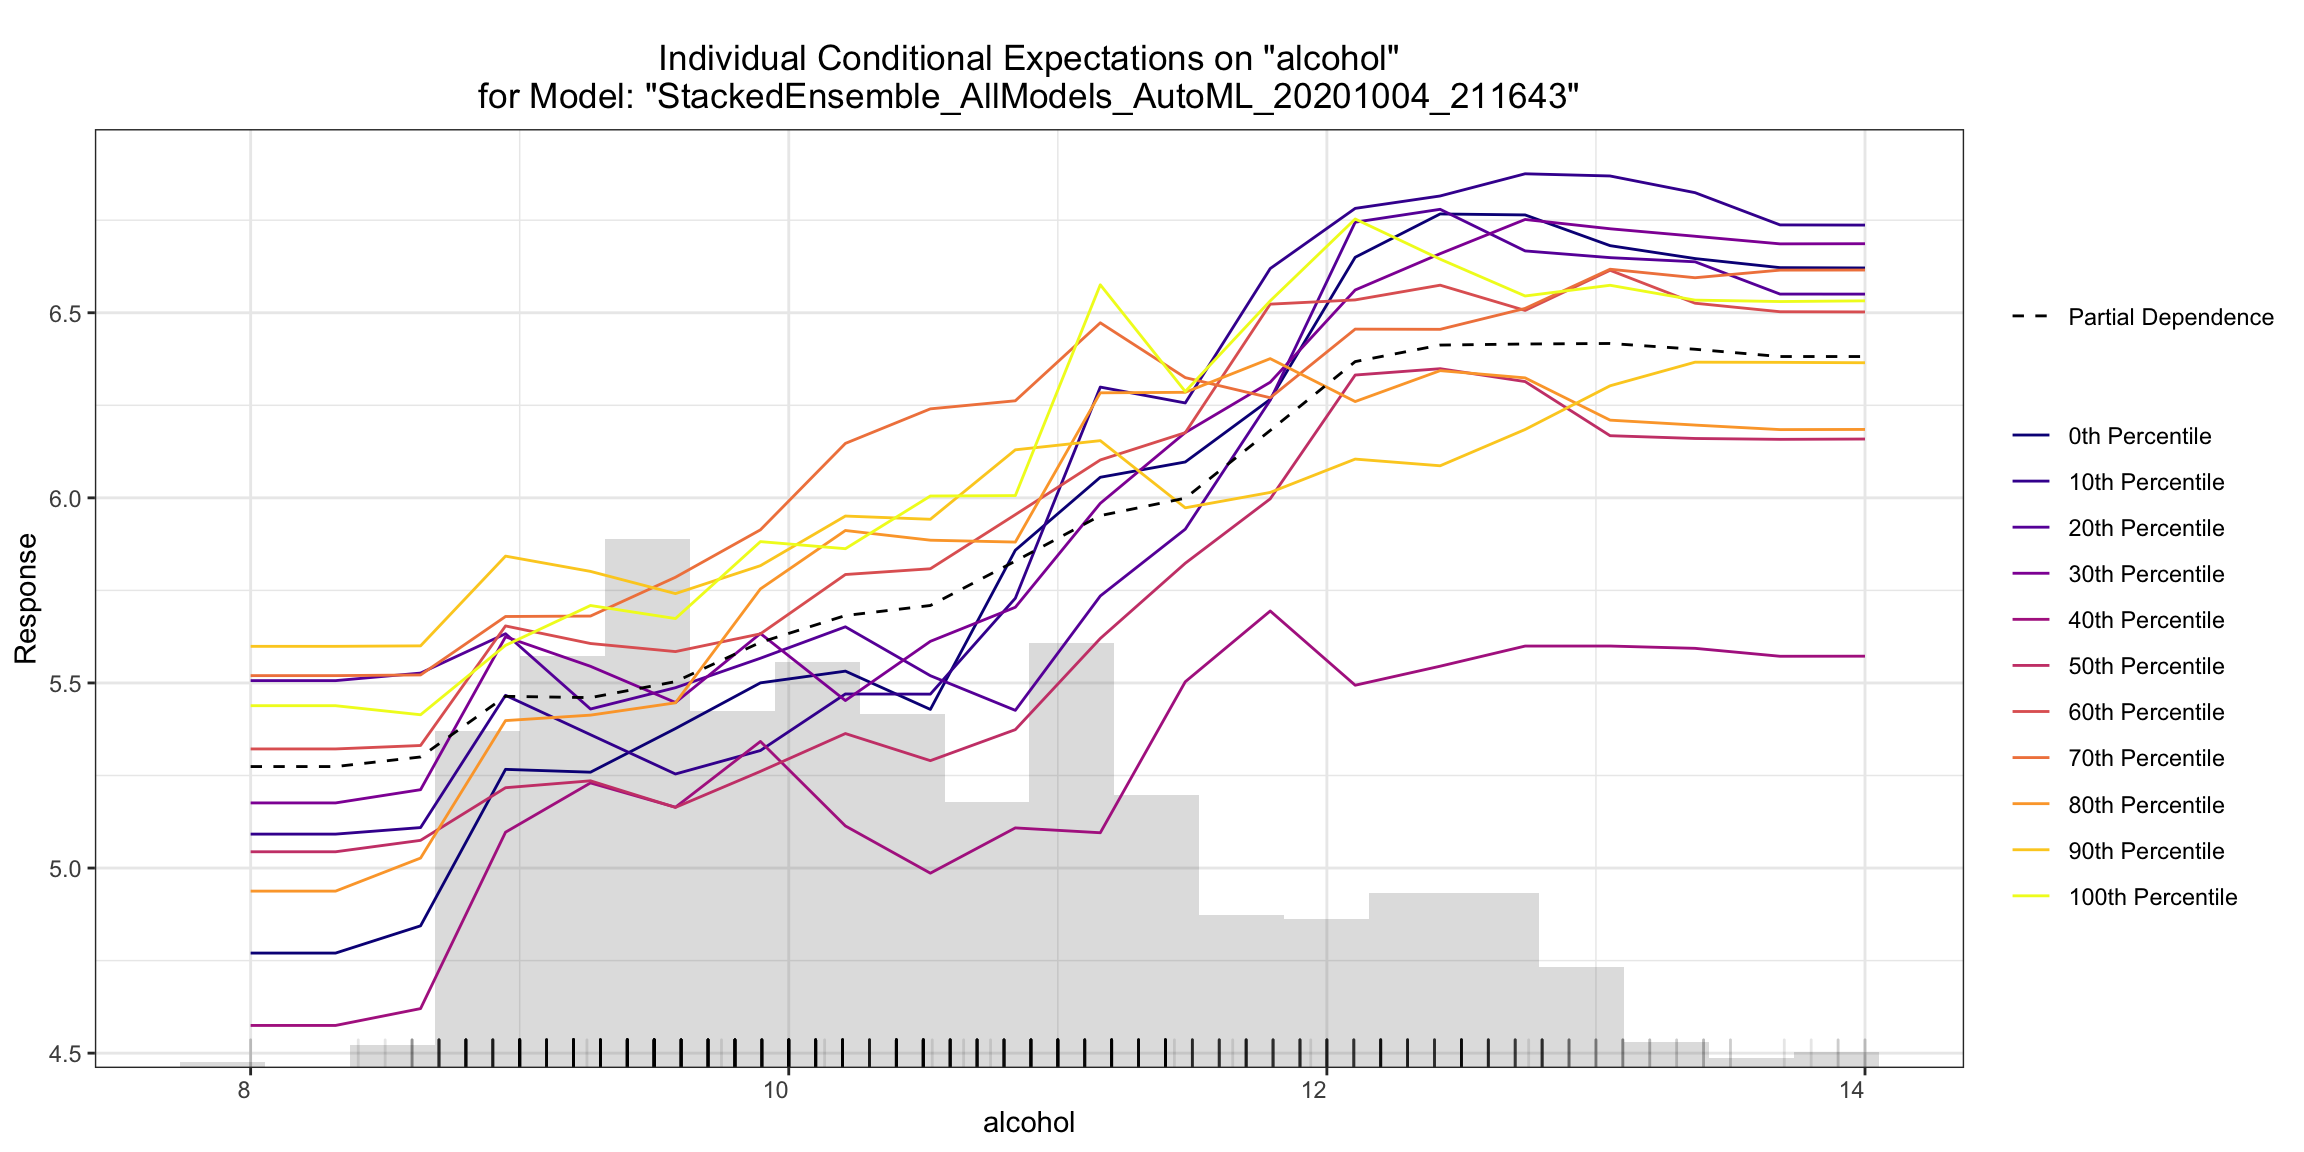 Individual Conditional Expectations on "alcohol"
for Model: "StackedEnsemble_AllModels_AutoML_20201004_211643"
Response
6.5
6.0
5.5
5.0
4.5
8
10
12
14
alcohol
Partial Dependence
0th Percentile
10th Percentile
20th Percentile
30th Percentile
40th Percentile
50th Percentile
60th Percentile
70th Percentile
80th Percentile
90th Percentile
100th Percentile